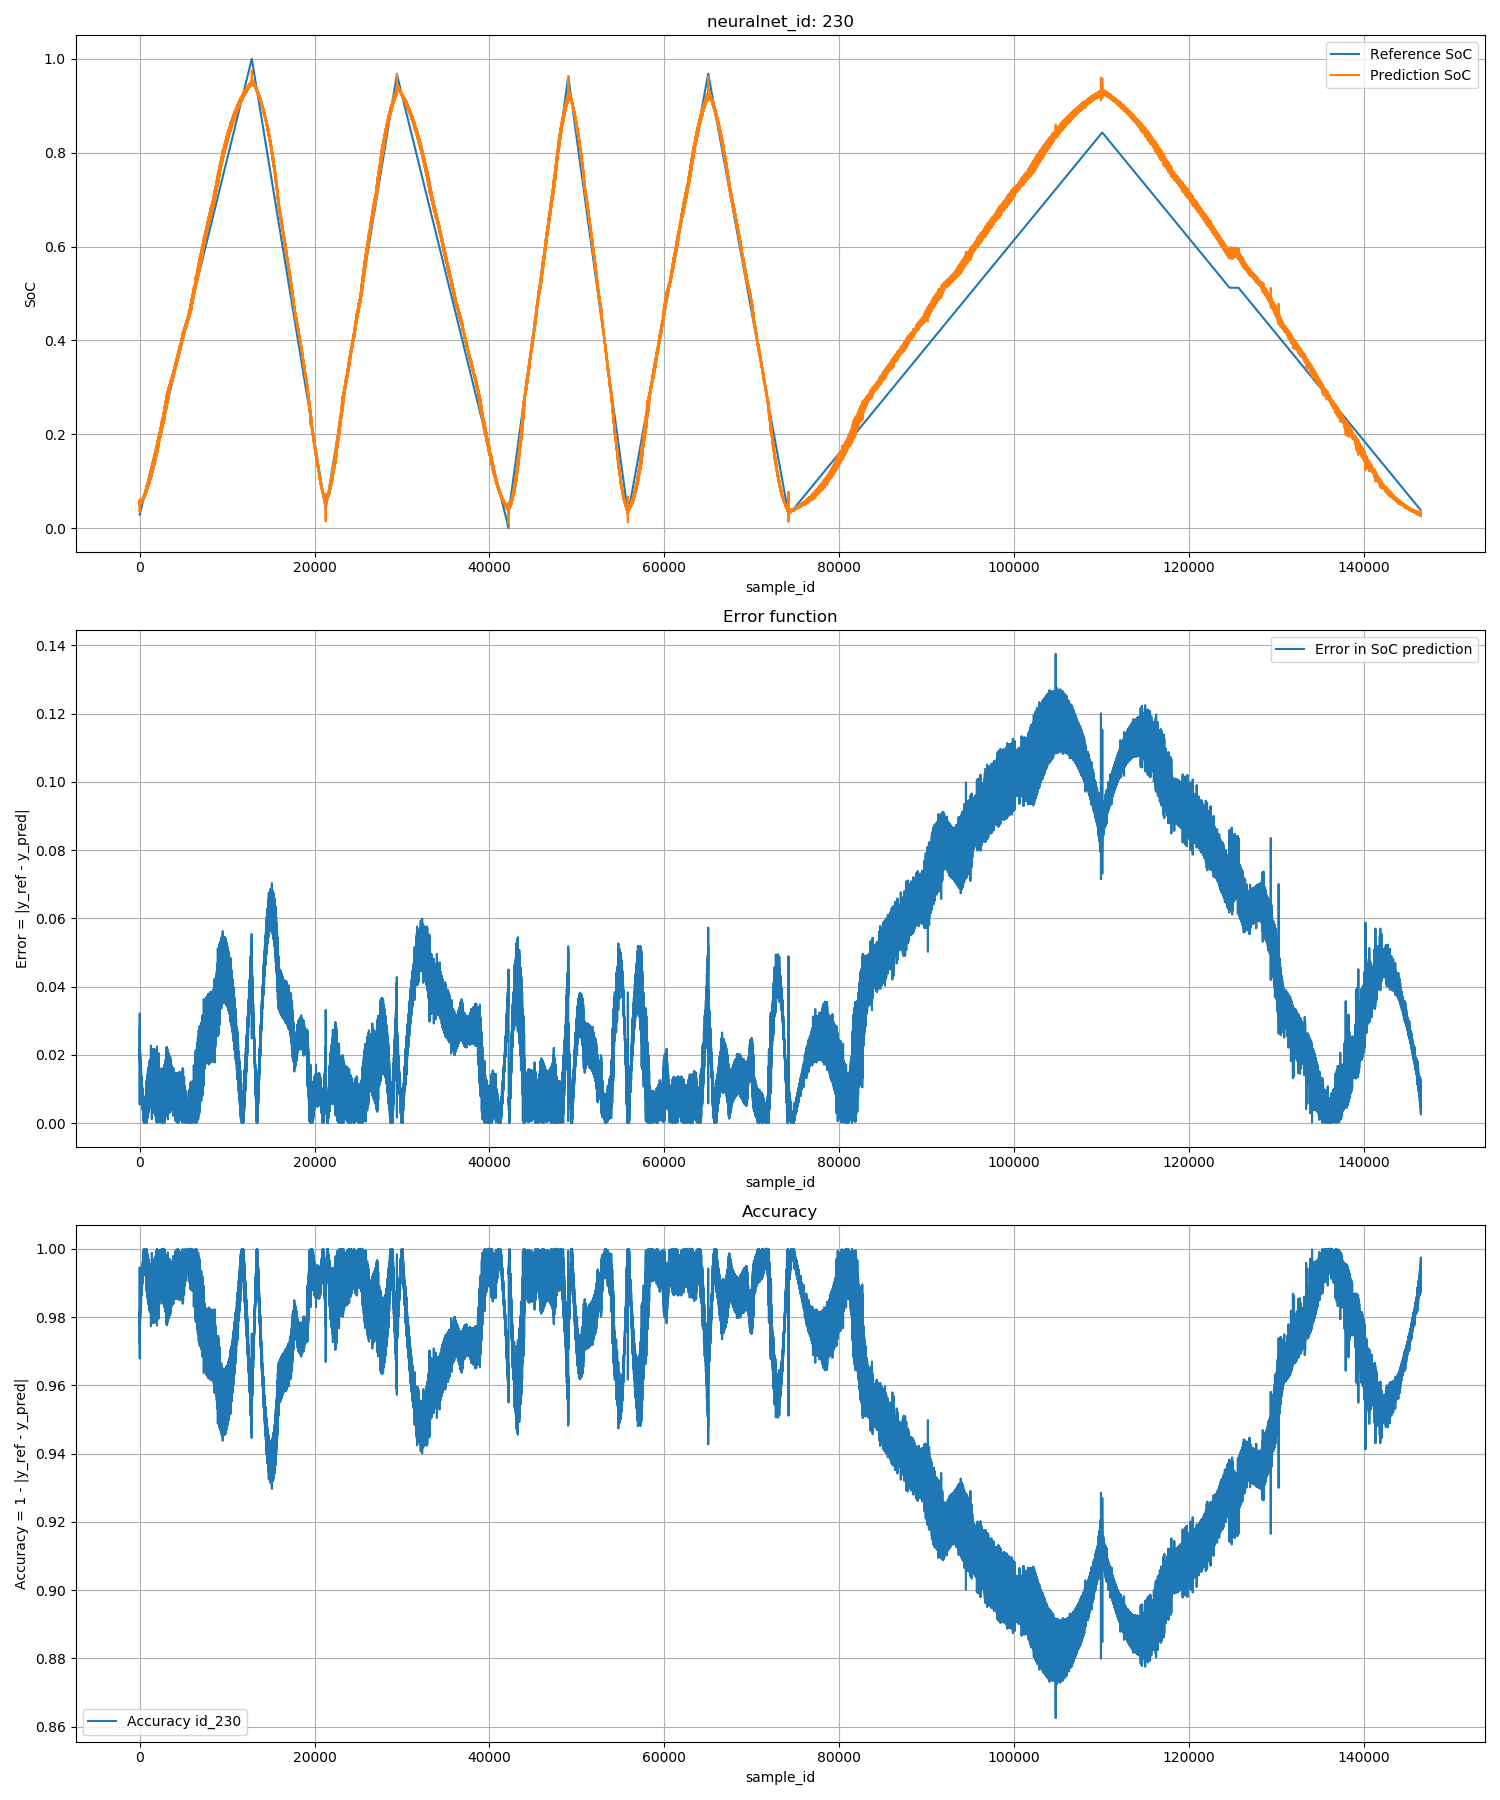 neuralnet_id: 230
Reference SoC
Prediction SoC
1.0
0.8
0.6
0.4
0.2
0.0
SoC
0 20000 40000 60000 80000 100000 120000 140000
sample_id
Error function
Error in SoC prediction
0.14
0.12
0.10
0.08
0.06
0.04
0.02
0.00
Error = |y_ref - y_pred|
0 20000 40000 60000 80000 100000 120000 140000
sample_id
Accuracy
1.00
0.98
0.96
0.94
0.92
0.90
0.88
0.86
Accuracy = 1 - |y_ref - y_pred|
Accuracy id_230
0 20000 40000 60000 80000 100000 120000 140000
sample_id